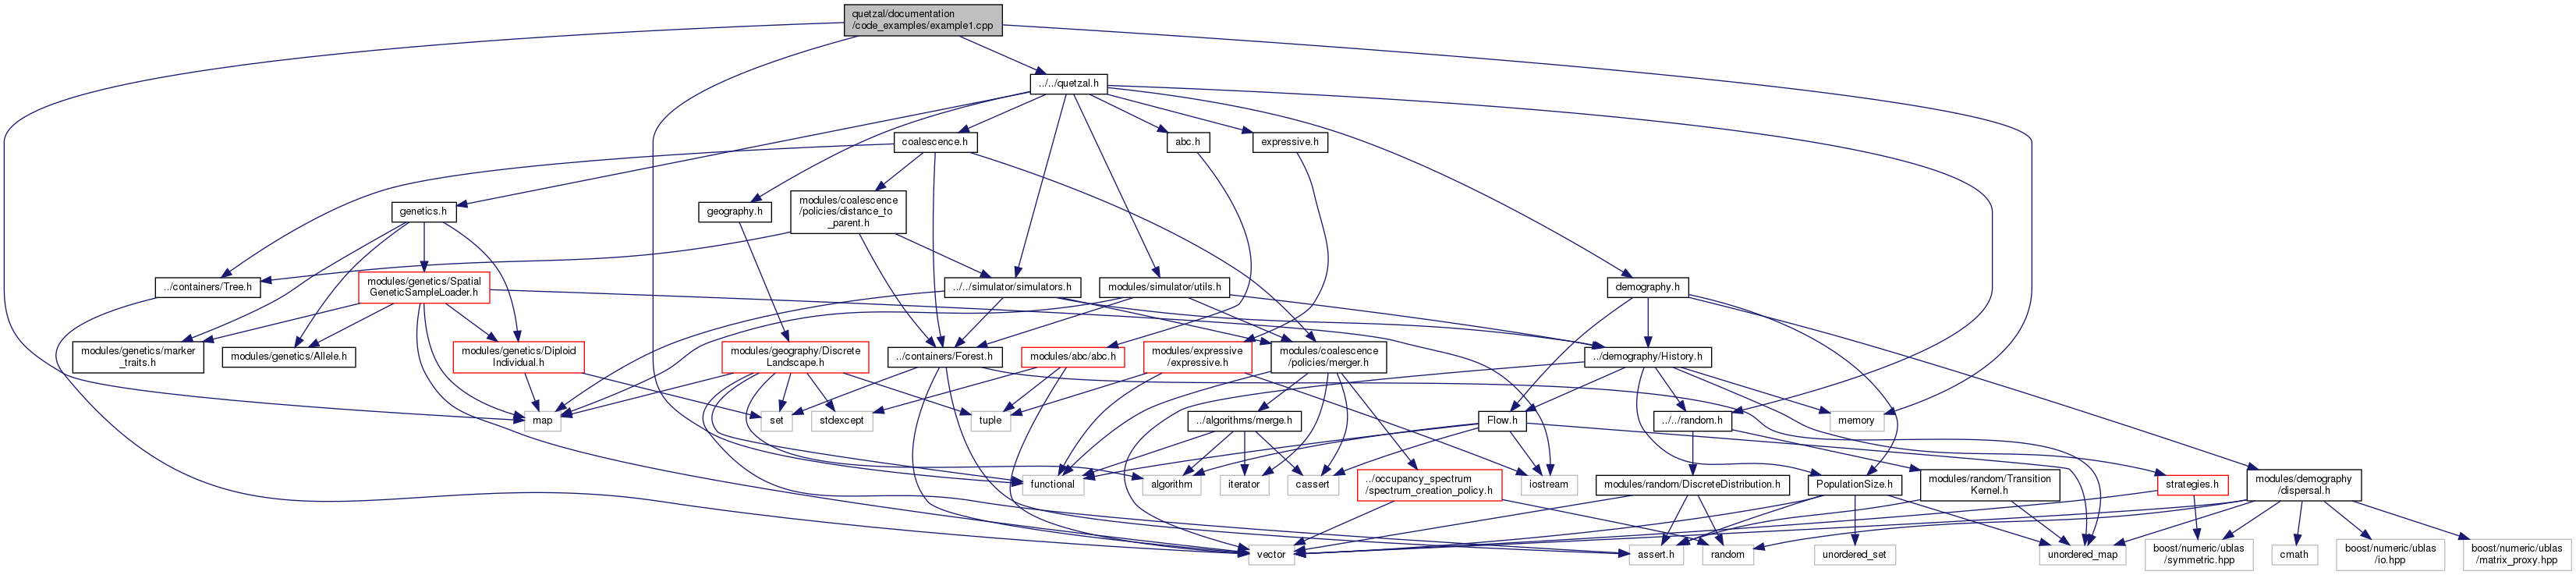 quetzal/documentation
/code_examples/example1.cpp
../../quetzal.h
coalescence.h
abc.h
expressive.h
modules/coalescence
/policies/distance_to
_parent.h
genetics.h
geography.h
../containers/Tree.h
modules/genetics/Spatial
GeneticSampleLoader.h
../../simulator/simulators.h
modules/simulator/utils.h
demography.h
modules/genetics/marker
_traits.h
modules/genetics/Allele.h
modules/genetics/Diploid
Individual.h
modules/geography/Discrete
Landscape.h
../containers/Forest.h
modules/abc/abc.h
modules/expressive
/expressive.h
modules/coalescence
/policies/merger.h
../demography/History.h
map
set
stdexcept
tuple
../algorithms/merge.h
Flow.h
../../random.h
memory
functional
algorithm
iterator
cassert
../occupancy_spectrum
/spectrum_creation_policy.h
iostream
modules/random/DiscreteDistribution.h
PopulationSize.h
modules/random/Transition
Kernel.h
strategies.h
modules/demography
/dispersal.h
vector
assert.h
random
unordered_set
unordered_map
boost/numeric/ublas
/symmetric.hpp
cmath
boost/numeric/ublas
/io.hpp
boost/numeric/ublas
/matrix_proxy.hpp